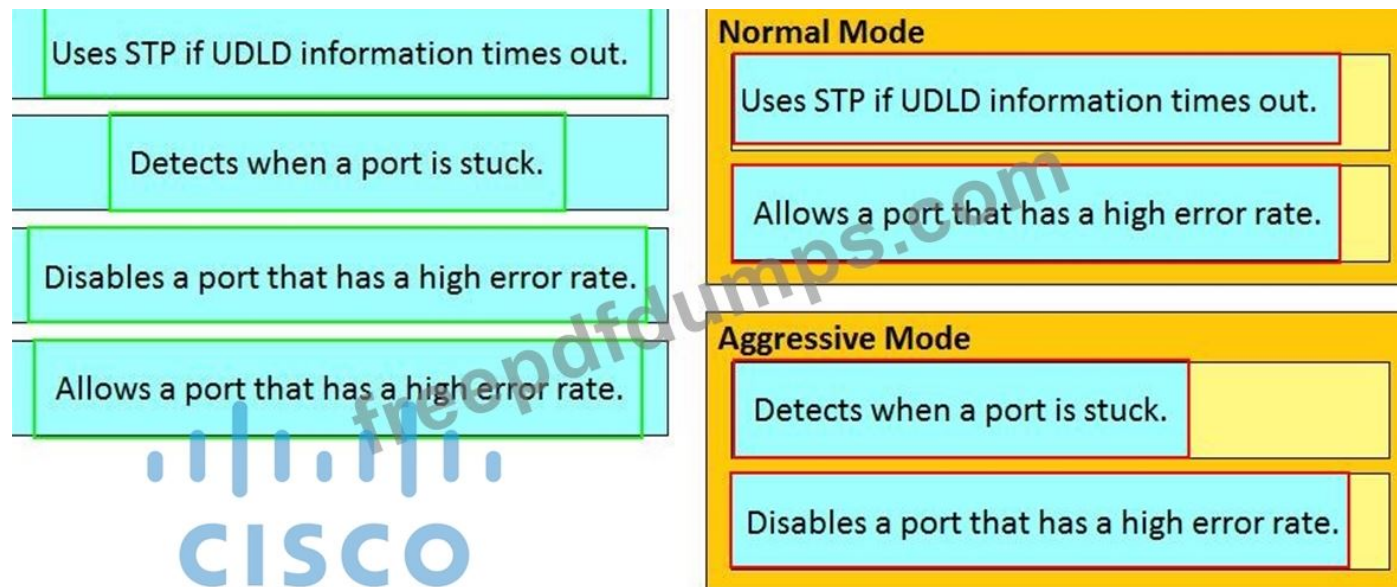 Uses STP if UDLD information times out.
Detects when a port is stuck.
Disables a port that has a high error rate.
Allows a port that has a high error rate.
CISCO
Normal Mode
Uses STP if UDLD information times out.
Allows a port that has a high error rate.
Aggressive Mode
Detects when a port is stuck.
Disables a port that has a high error rate.
freepdfdumps.com